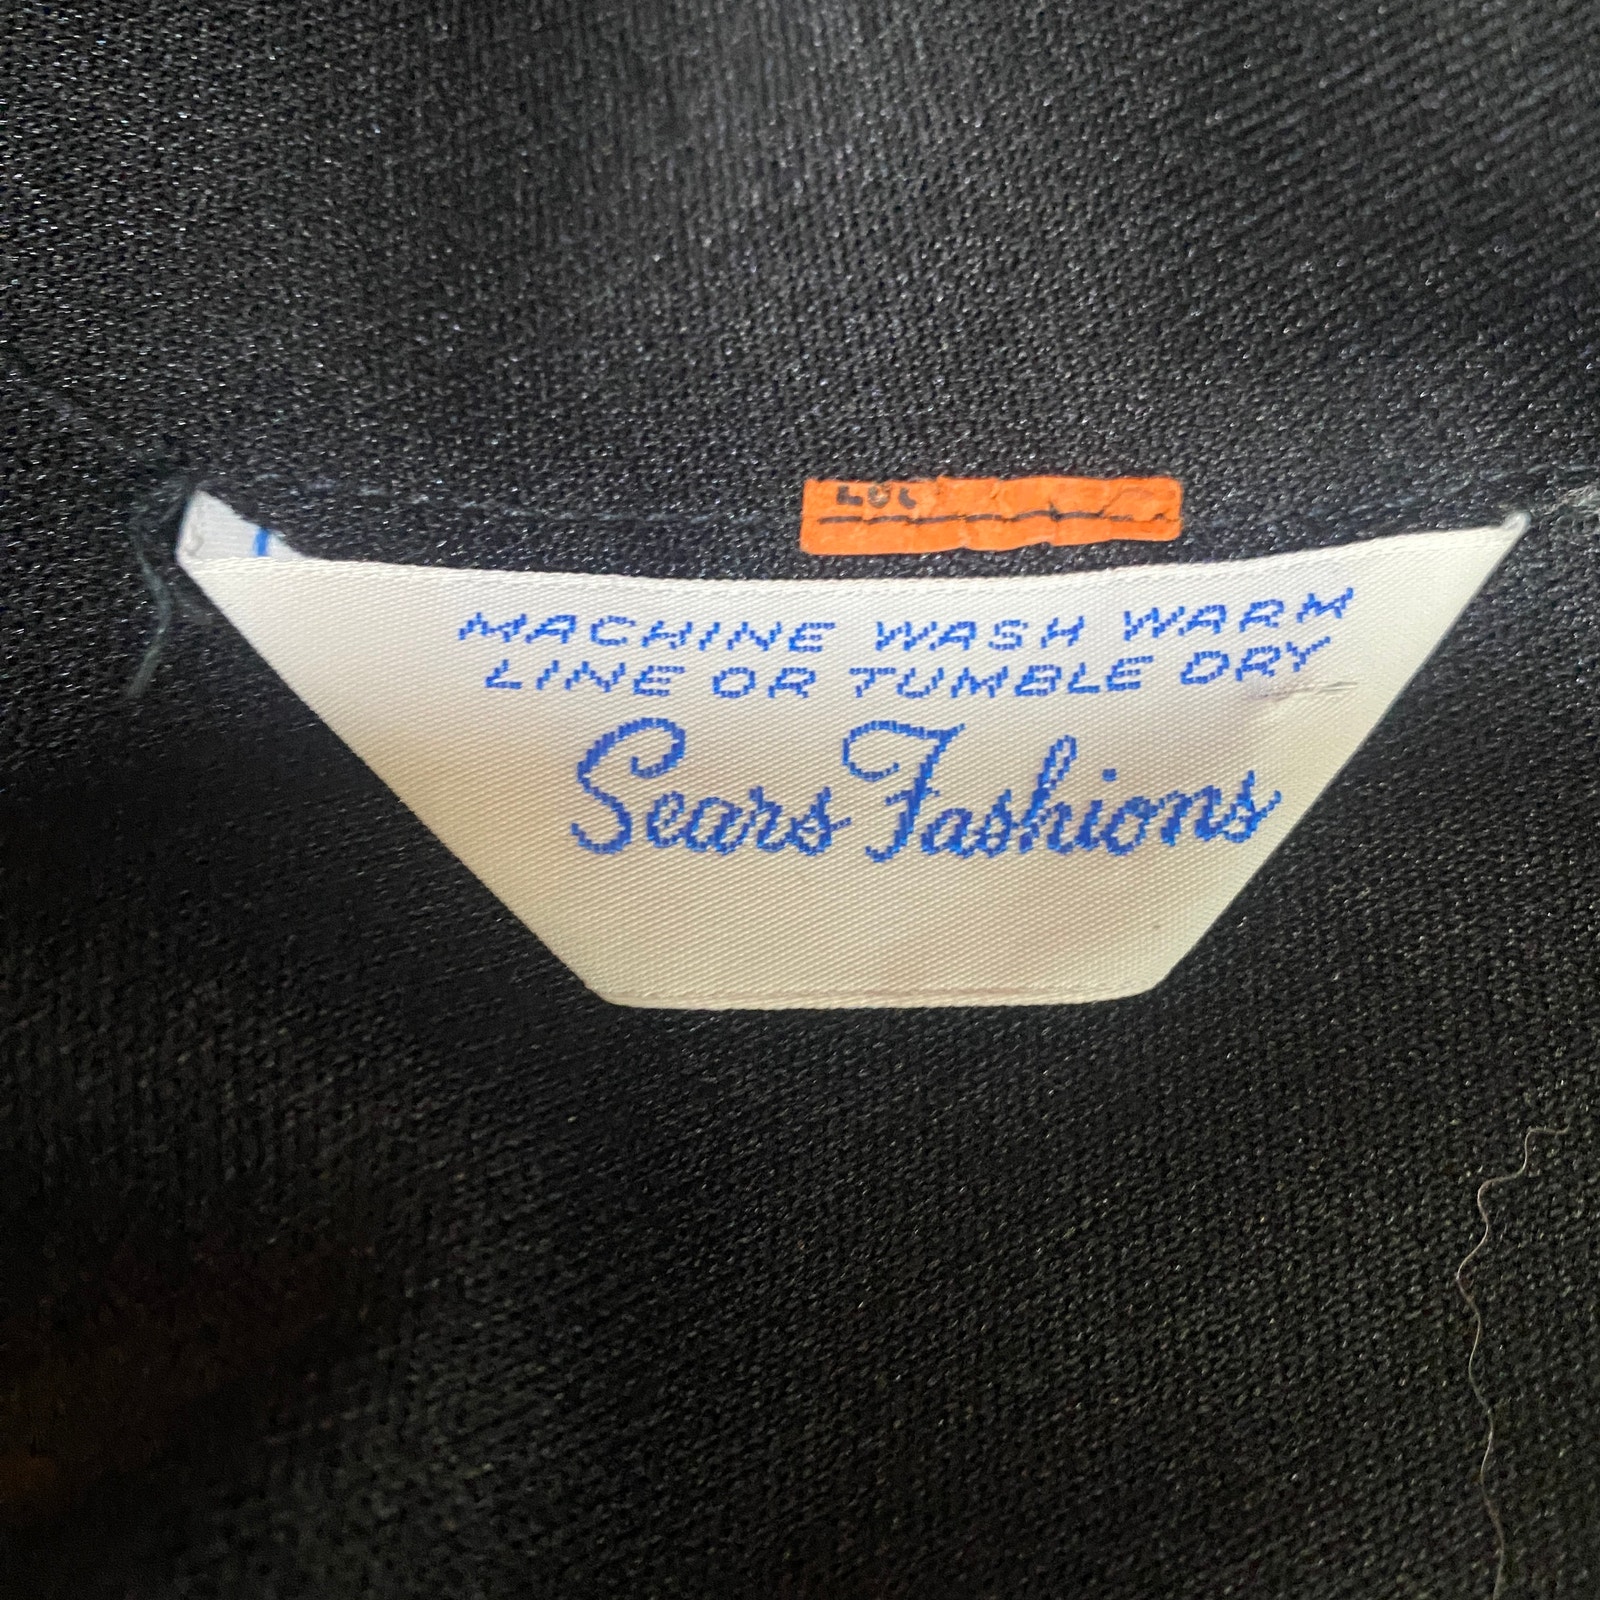 MACHINE WASH WARM
LINE OR TUMBLE DRY
Sears Fashions